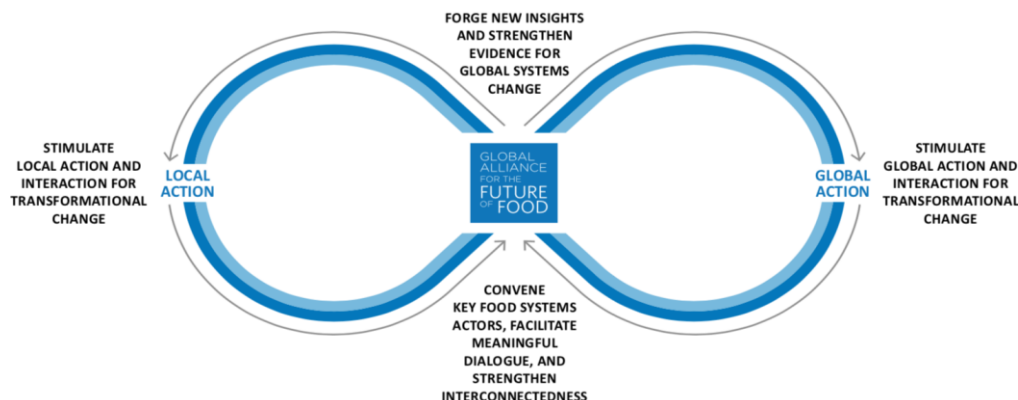 FORGE NEW INSIGHTS
AND STRENGTHEN
EVIDENCE FOR
GLOBAL SYSTEMS
CHANGE
STIMULATE
LOCAL ACTION AND
INTERACTION FOR
TRANSFORMATIONAL
CHANGE
LOCAL
ACTION
GLOBAL
ALLIANCE
FOR THE
FUTURE
OF FOOD
GLOBAL
ACTION
STIMULATE
GLOBAL ACTION AND
INTERACTION FOR
TRANSFORMATIONAL
CHANGE
CONVENE
KEY FOOD SYSTEMS
ACTORS, FACILITATE
MEANINGFUL
DIALOGUE, AND
STRENGTHEN
INTERCONNECTEDNESS